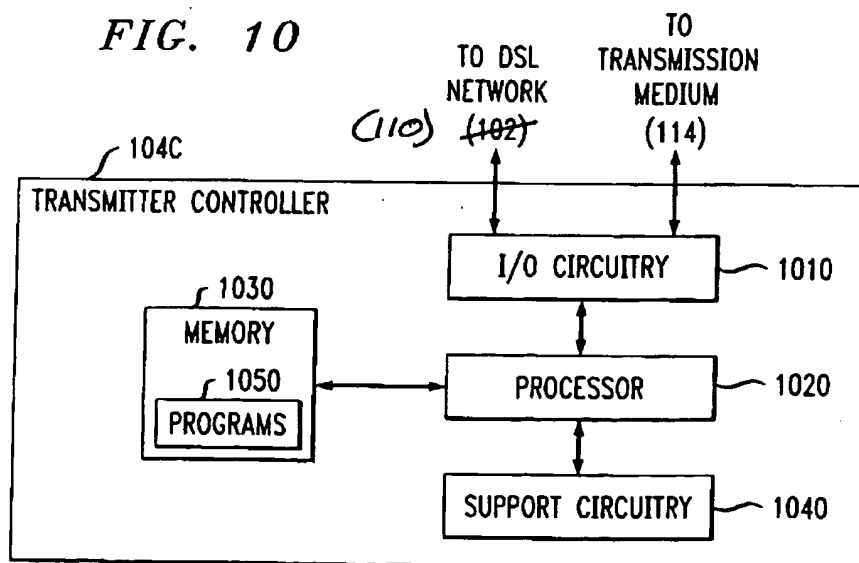 FIG. 10
TO DSL
NETWORK
(110) (102)
TO
TRANSMISSION
MEDIUM
(114)
104C
TRANSMITTER CONTROLLER
I/O CIRCUITRY
1010
1030
MEMORY
1050
PROGRAMS
PROCESSOR
1020
SUPPORT CIRCUITRY
1040